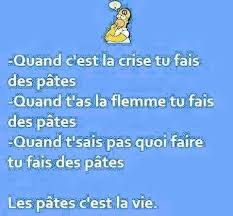 -Quand c'est la crise tu fais
des pâtes
-Quand t'as la flemme tu fais
des pâtes
-Quand t'sais pas quoi faire
tu fais des pâtes
Les pâtes c'est la vie.